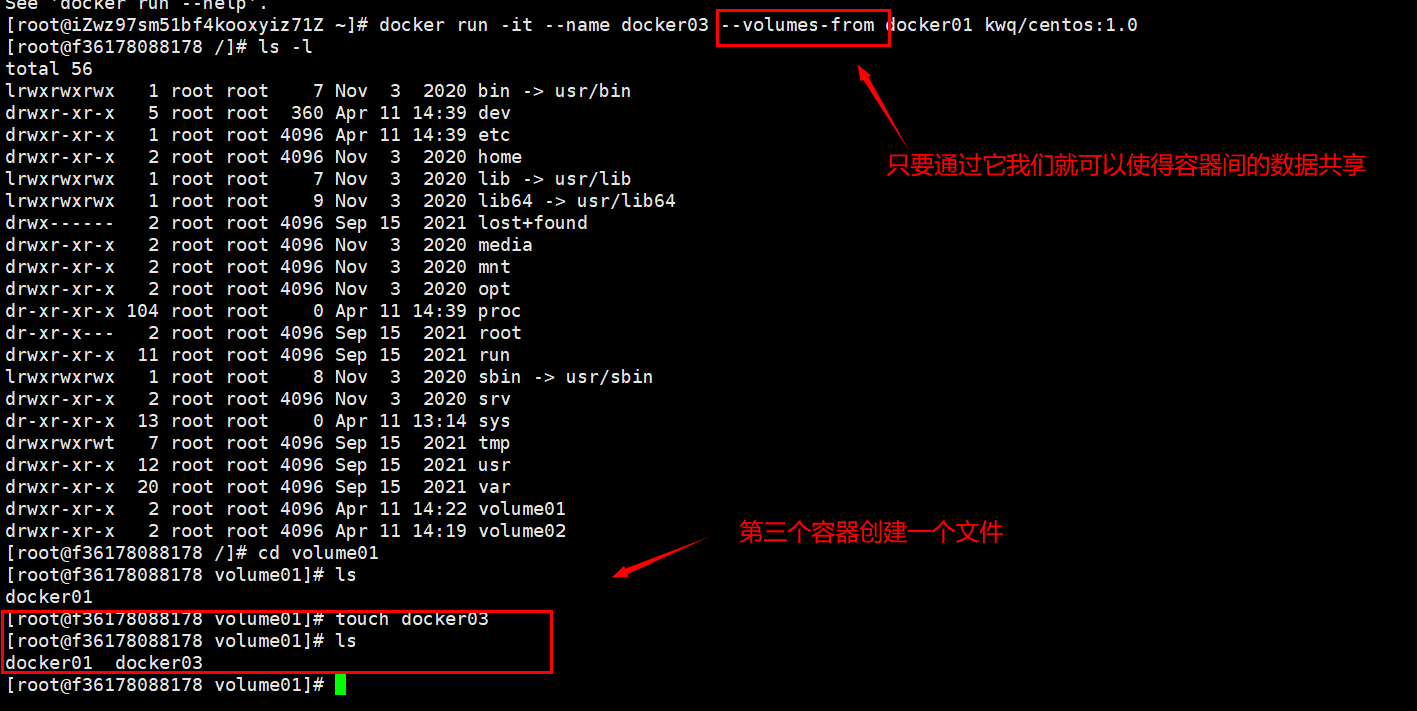 See 'docker run --help'.
[root@iZwz97sm51bf4kooxyiz71Z ~]# docker run -it --name docker03 --volumes-from docker01 kwq/centos:1.0
[root@f36178088178 /]# ls -l
total 56
lrwxrwxrwx   1 root root    7 Nov  3  2020 bin -> usr/bin
drwxr-xr-x   5 root root  360 Apr 11 14:39 dev
drwxr-xr-x   1 root root 4096 Apr 11 14:39 etc
drwxr-xr-x   2 root root 4096 Nov  3  2020 home
只要通过它我们就可以使得容器间的数据共享
lrwxrwxrwx   1 root root    7 Nov  3  2020 lib -> usr/lib
lrwxrwxrwx   1 root root    9 Nov  3  2020 lib64 -> usr/lib64
drwx------   2 root root 4096 Sep 15  2021 lost+found
drwxr-xr-x   2 root root 4096 Nov  3  2020 media
drwxr-xr-x   2 root root 4096 Nov  3  2020 mnt
drwxr-xr-x   2 root root 4096 Nov  3  2020 opt
dr-xr-xr-x 104 root root    0 Apr 11 14:39 proc
dr-xr-x---   2 root root 4096 Sep 15  2021 root
drwxr-xr-x  11 root root 4096 Sep 15  2021 run
lrwxrwxrwx   1 root root    8 Nov  3  2020 sbin -> usr/sbin
drwxr-xr-x   2 root root 4096 Nov  3  2020 srv
dr-xr-xr-x  13 root root    0 Apr 11 13:14 sys
drwxrwxrwt   7 root root 4096 Sep 15  2021 tmp
drwxr-xr-x  12 root root 4096 Sep 15  2021 usr
drwxr-xr-x  20 root root 4096 Sep 15  2021 var
drwxr-xr-x   2 root root 4096 Apr 11 14:22 volume01
drwxr-xr-x   2 root root 4096 Apr 11 14:19 volume02
第三个容器创建一个文件
[root@f36178088178 /]# cd volume01
[root@f36178088178 volume01]# ls
docker01
[root@f36178088178 volume01]# touch docker03
[root@f36178088178 volume01]# ls
docker01  docker03
[root@f36178088178 volume01]#